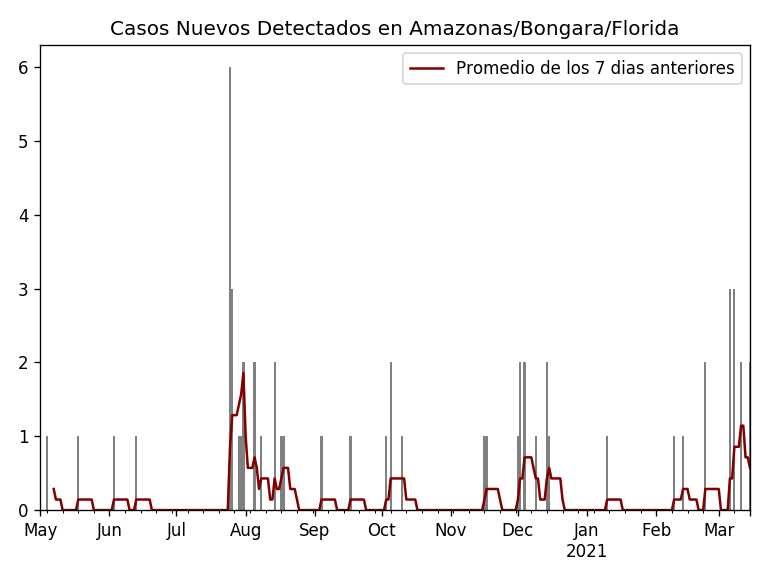 Casos Nuevos Detectados en Amazonas/Bongara/Florida
Promedio de los 7 dias anteriores
6
5
4
3
2
1
0
May Jun Jul Aug Sep Oct Nov Dec Jan Feb Mar
2021